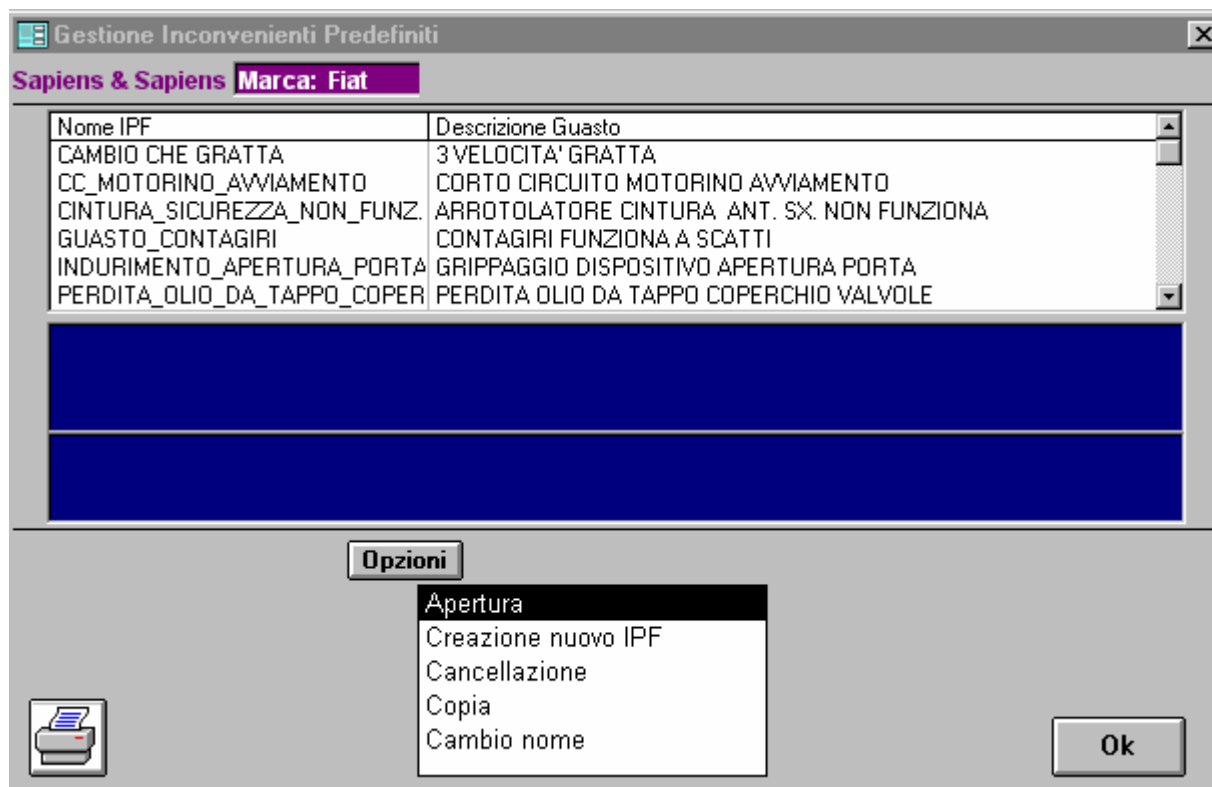 Gestione Inconvenienti Predefiniti
Sapiens & Sapiens Marca: Fiat
Nome IPF Descrizione Guasto
CAMBIO CHE GRATTA 3 VELOCITA' GRATTA
CC_MOTORINO_AVVIAMENTO CORTO CIRCUITO MOTORINO AVVIAMENTO
CINTURA_SICUREZZA_NON_FUNZ. ARROTOLATORE CINTURA ANT. SX. NON FUNZIONA
GUASTO_CONTAGIRI CONTAGIRI FUNZIONA A SCATTI
INDURIMENTO_APERTURA_PORTA GRIPPAGGIO DISPOSITIVO APERTURA PORTA
PERDITA_OLIO_DA_TAPPO_COPER PERDITA OLIO DA TAPPO COPERCHIO VALVOLE
Opzioni
Apertura
Creazione nuovo IPF
Cancellazione
Copia
Cambio nome
Ok